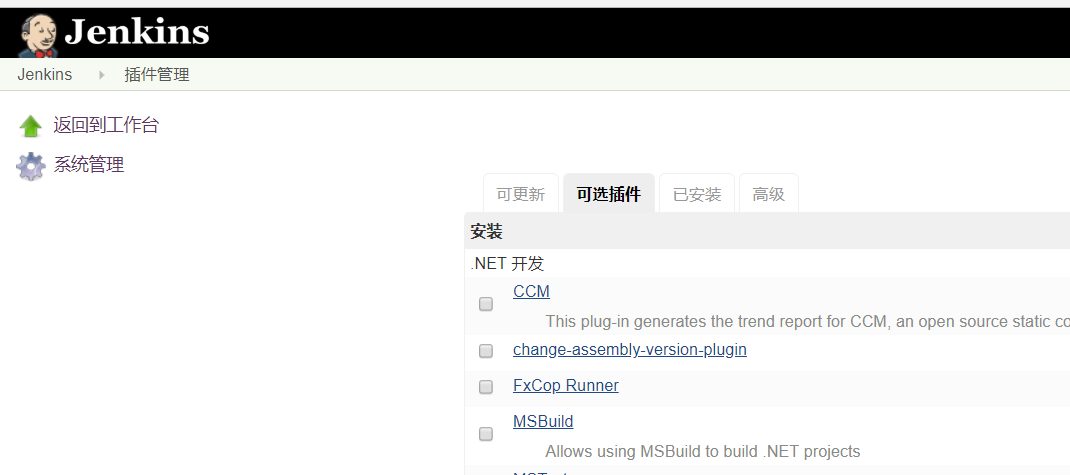 Jenkins
Jenkins 插件管理
返回到工作台
系统管理
可更新 可选插件 已安装 高级
安装
.NET 开发
CCM
This plug-in generates the trend report for CCM, an open source static
change-assembly-version-plugin
FxCop Runner
MSBuild
Allows using MSBuild to build .NET projects